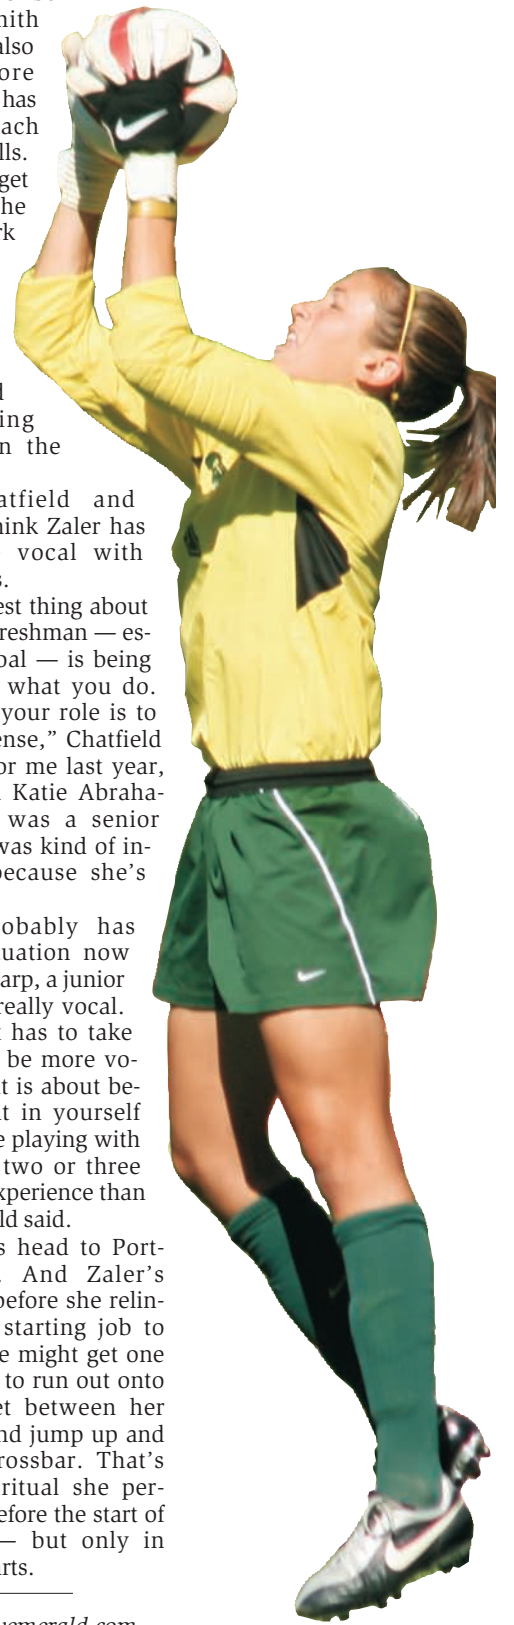 nith
also
ore
has
ach
lls.
get
he
rk
ing
n the
atfield and
hink Zaler has
vocal with
s.
est thing about
reshman — es-
oal — is being
what you do.
your role is to
ense,” Chatfield
or me last year,
Katie Abraha-
was a senior
was kind of in-
because she’s
obably has
uation now
arp, a junior
really vocal.
has to take
be more vo-
t is about be-
t in yourself
e playing with
two or three
xperience than
ld said.
s head to Port-
And Zaler’s
before she relin-
starting job to
e might get one
to run out onto
et between her
nd jump up and
rossbar. That’s
ritual she per-
efore the start of
— but only in
arts.